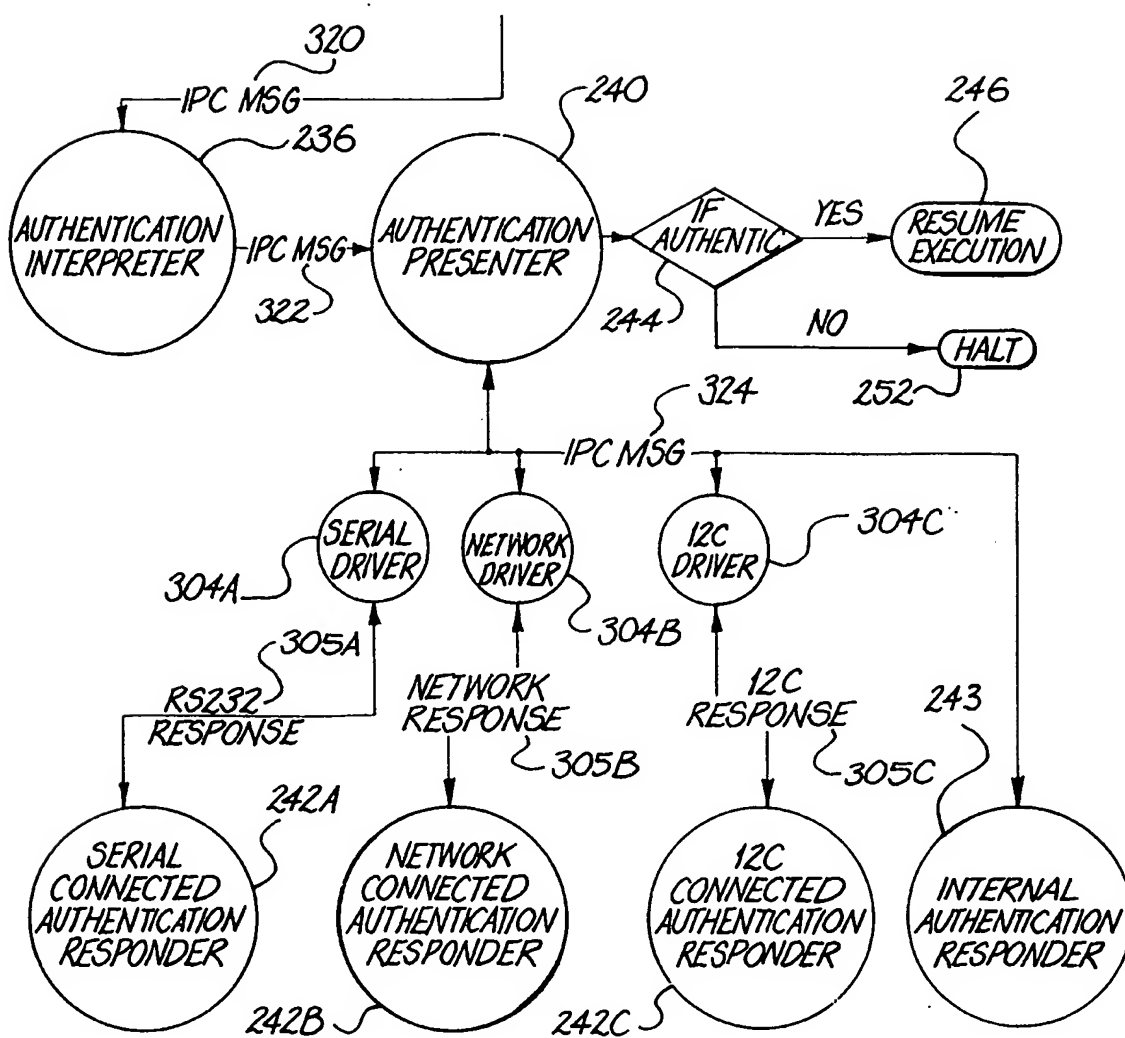 320
IPC MSG
240
246
236
AUTHENTICATION
INTERPRETER
IPC MSG
322
AUTHENTICATION
PRESENTER
IF
AUTHENTIC
244
YES
RESUME
EXECUTION
NO
HALT
252
324
IPC MSG
SERIAL
DRIVER
304A
NETWORK
DRIVER
304B
12C
DRIVER
304C
305A
RS232
RESPONSE
NETWORK
RESPONSE
305B
12C
RESPONSE
305C
243
242A
SERIAL
CONNECTED
AUTHENTICATION
RESPONDER
NETWORK
CONNECTED
AUTHENTICATION
RESPONDER
242B
12C
CONNECTED
AUTHENTICATION
RESPONDER
242C
INTERNAL
AUTHENTICATION
RESPONDER